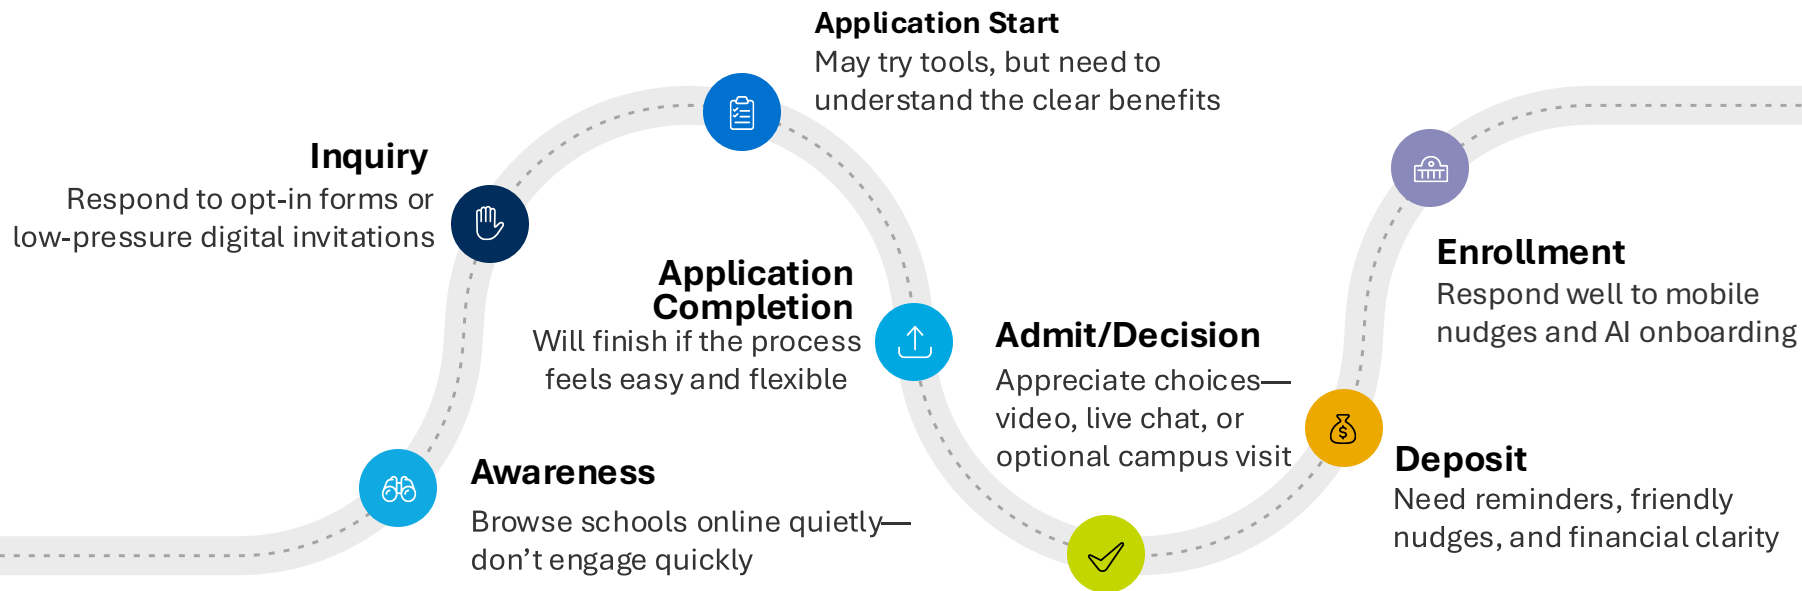 Application Start
May try tools, but need to
understand the clear benefits
Inquiry
Respond to opt-in forms or
low-pressure digital invitations
Application
Completion
Will finish if the process
feels easy and flexible
Awareness
Browse schools online quietly—
don’t engage quickly
Admit/Decision
Appreciate choices—
video, live chat, or
optional campus visit
Deposit
Need reminders, friendly
nudges, and financial clarity
Enrollment
Respond well to mobile
nudges and AI onboarding
$